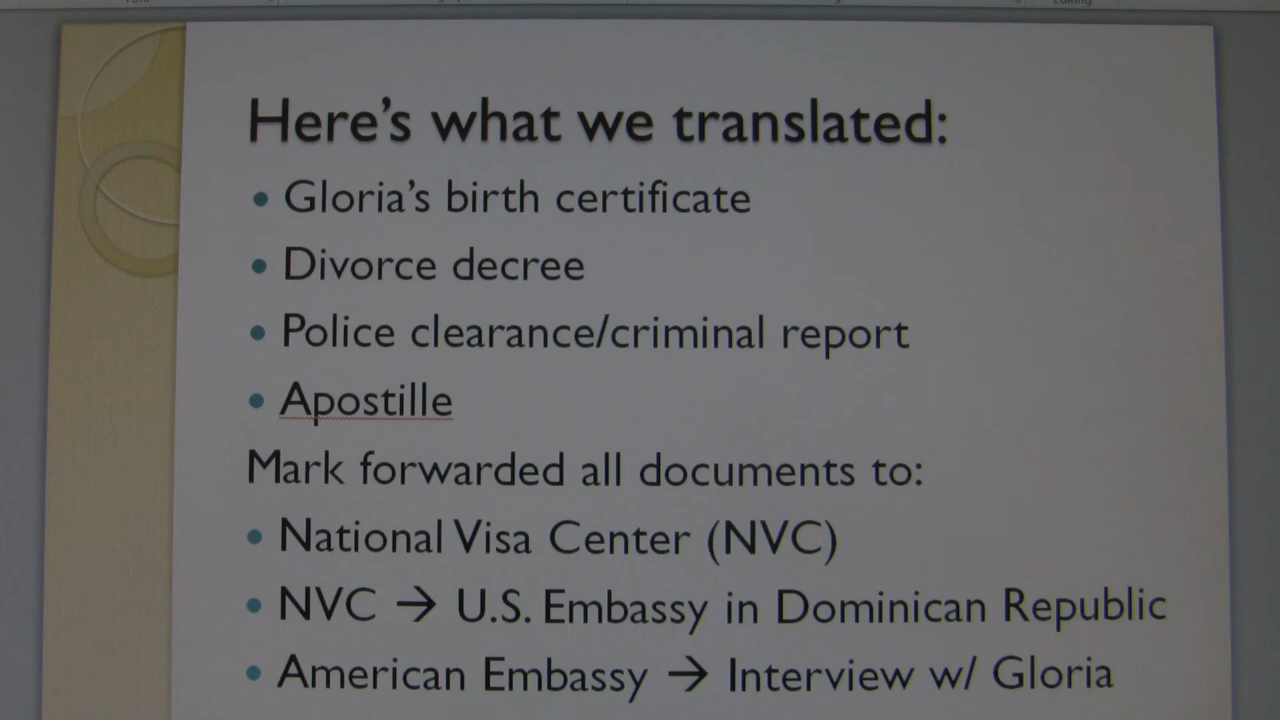 Here's what we translated:
• Gloria's birth certificate
• Divorce decree
• Police clearance/criminal report
• Apostille
Mark forwarded all documents to:
• National Visa Center (NVC)
• NVC → U.S. Embassy in Dominican Republic
• American Embassy → Interview w/ Gloria